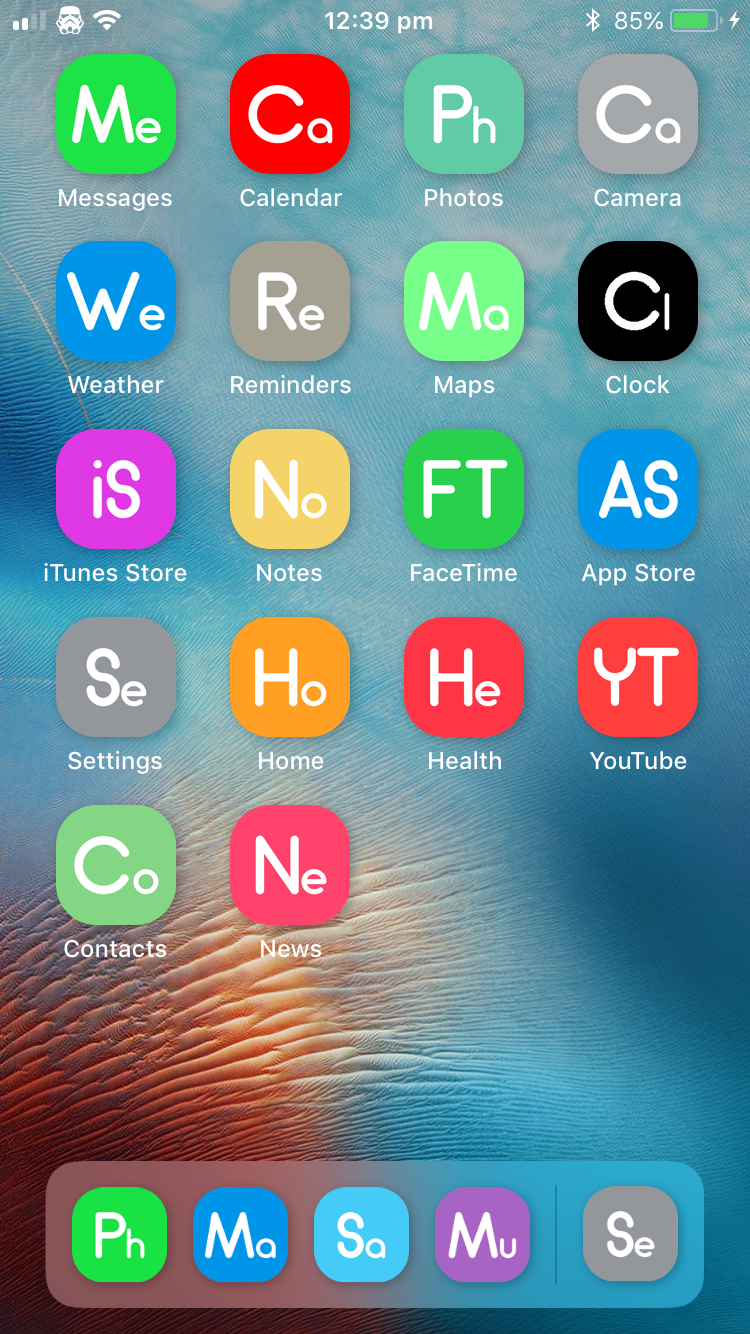 12:39 pm 85%
Me Ca Ph Ca
Messages Calendar Photos Camera
We Re Ma Cl
Weather Reminders Maps Clock
iS No FT AS
iTunes Store Notes FaceTime App Store
Se Ho He YT
Settings Home Health YouTube
Co Ne
Contacts News
Ph Ma Sa Mu Se